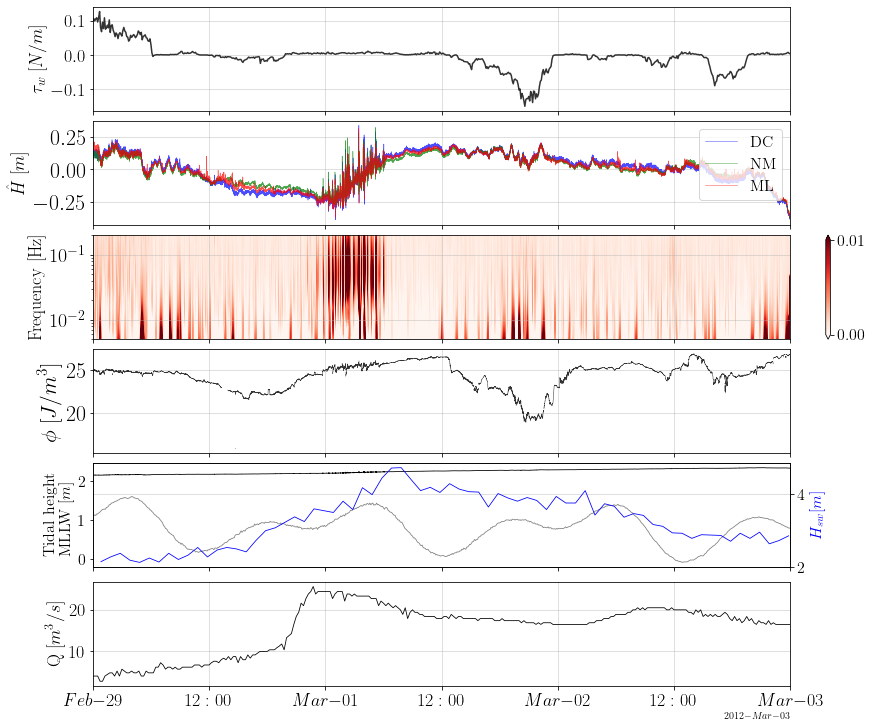 0.1
0.0
−0.1
τ_w [N/m]
0.25
0.00
−0.25
Ĥ [m]
DC
NM
ML
10⁻¹
10⁻²
Frequency [Hz]
0.01
0.00
25
20
ϕ [J/m³]
2
1
0
Tidal height
MLLW [m]
4
2
H_sw[m]
20
10
Q [m³/s]
Feb−29
12 : 00
Mar−01
12 : 00
Mar−02
12 : 00
Mar−03
2012−Mar−03